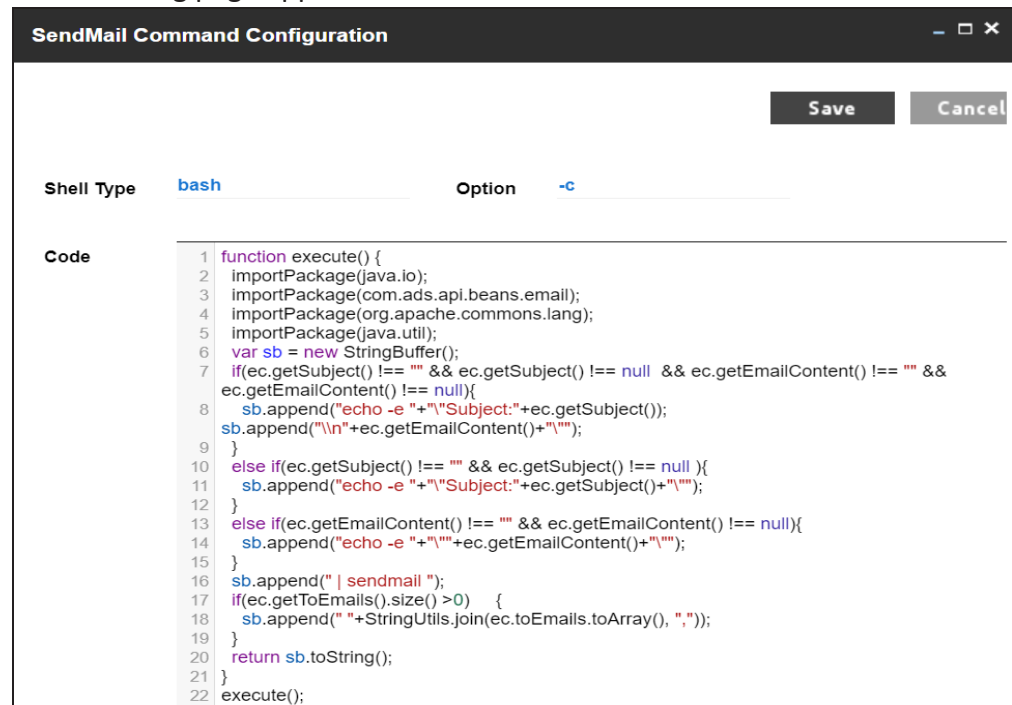 SendMail Command Configuration
Save Cancel
Shell Type bash Option -c
Code
1 function execute() {
2 importPackage(java.io);
3 importPackage(com.ads.api.beans.email);
4 importPackage(org.apache.commons.lang);
5 importPackage(java.util);
6 var sb = new StringBuffer();
7 if(ec.getSubject() !== "" && ec.getSubject() !== null && ec.getEmailContent() !== "" &&
ec.getEmailContent() !== null){
8 sb.append("echo -e "+"\"Subject:"+ec.getSubject());
sb.append("\\n"+ec.getEmailContent()+"\"");
9 }
10 else if(ec.getSubject() !== "" && ec.getSubject() !== null ){
11 sb.append("echo -e "+"\"Subject:"+ec.getSubject()+"\"");
12 }
13 else if(ec.getEmailContent() !== "" && ec.getEmailContent() !== null){
14 sb.append("echo -e "+"\""+ec.getEmailContent()+"\"");
15 }
16 sb.append(" | sendmail ");
17 if(ec.getToEmails().size() >0) {
18 sb.append(" "+StringUtils.join(ec.toEmails.toArray(), ","));
19 }
20 return sb.toString();
21 }
22 execute();